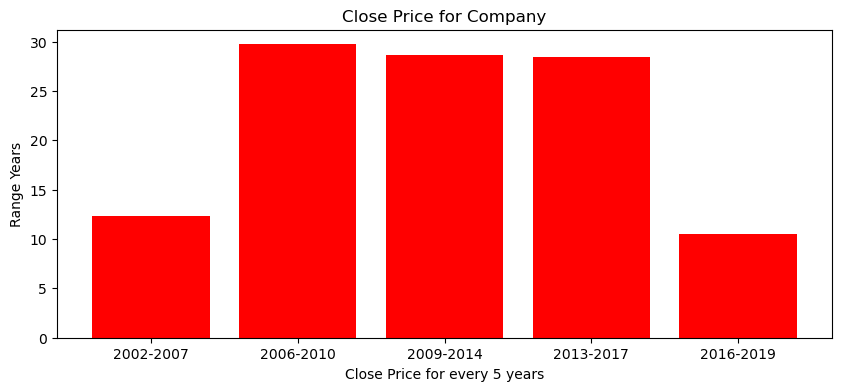 Close Price for Company
Range Years
30
25
20
15
10
5
0
2002-2007 2006-2010 2009-2014 2013-2017 2016-2019
Close Price for every 5 years